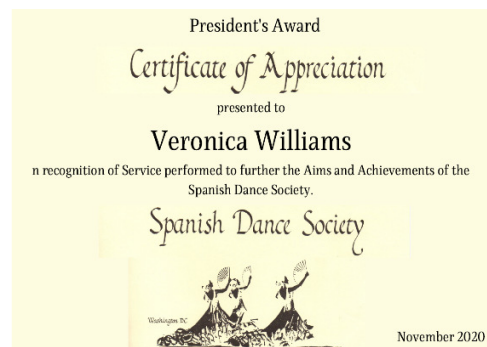 President's Award
Certificate of Appreciation
presented to
Veronica Williams
n recognition of Service performed to further the Aims and Achievements of the
Spanish Dance Society.
Spanish Dance Society
Washington DC
November 2020